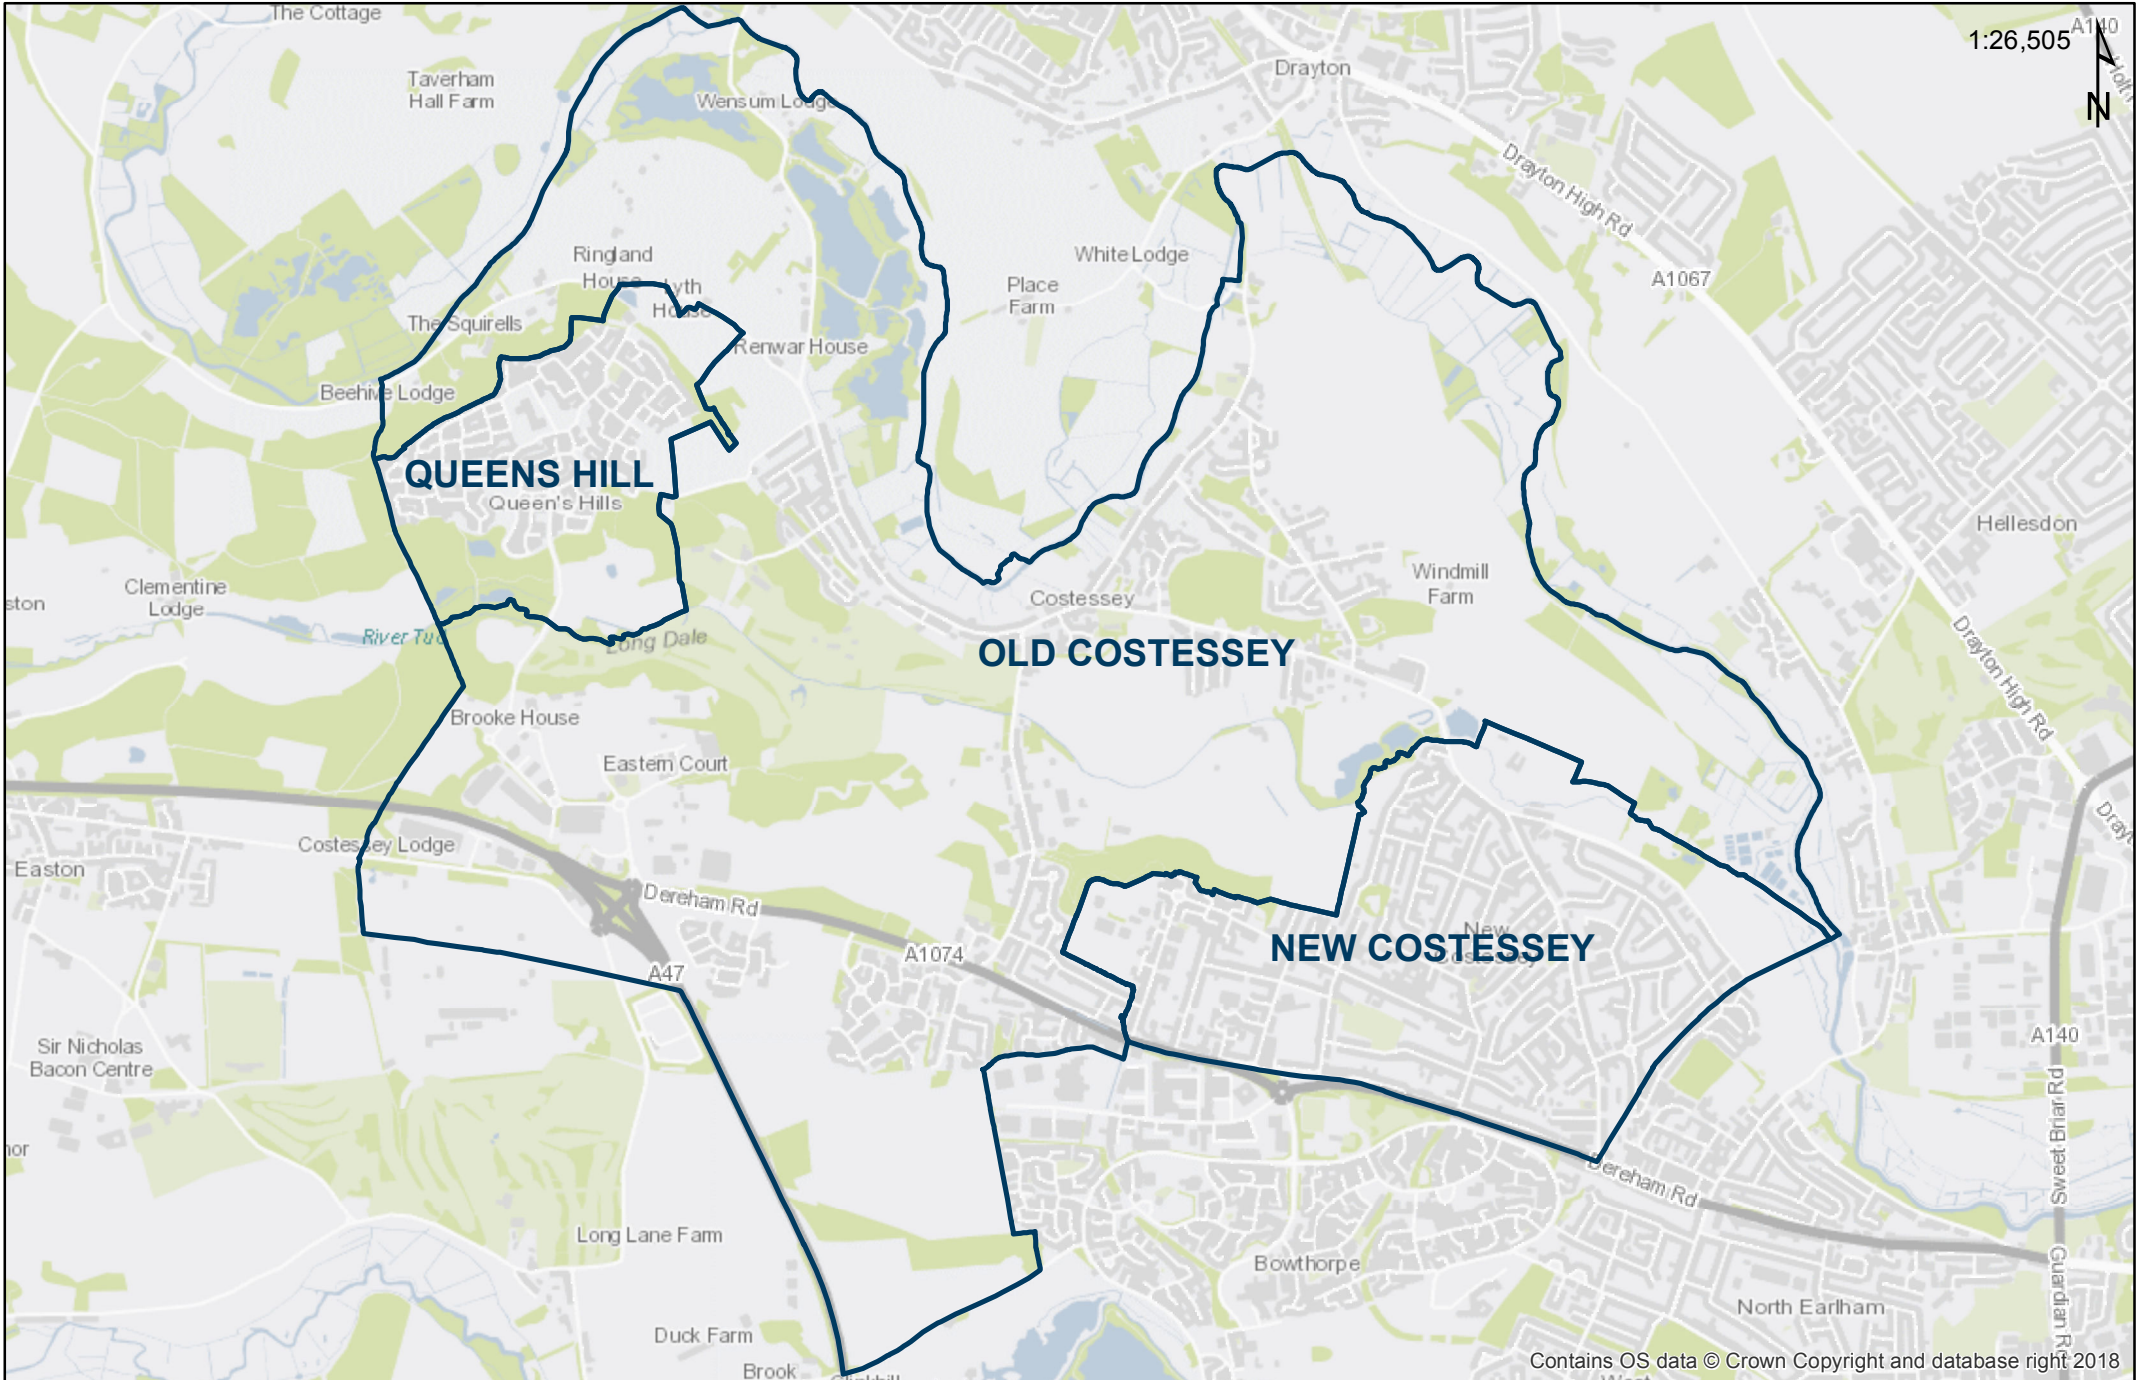 The Cottage
A140
1:26,505
N
Drayton
Taverham
Hall Farm
Wensum Lodge
Drayton High Rd
Ringland
House
White Lodge
Place
Farm
A1067
House
The Squirells
Renwar House
Beehive Lodge
QUEENS HILL
Queen's Hills
Hellesdon
Clementine
Lodge
Windmill
Farm
Costessey
River Tud
Long Dale
OLD COSTESSEY
Drayton High Rd
Brooke House
Eastern Court
Costessey Lodge
Easton
Dereham Rd
New
NEW COSTESSEY
Costessey
A1074
A47
Sir Nicholas
Bacon Centre
A140
Sweet Briar Rd
Dereham Rd
Long Lane Farm
Bowthorpe
Guardian Rd
North Earlham
Duck Farm
Brook
Contains OS data © Crown Copyright and database right 2018